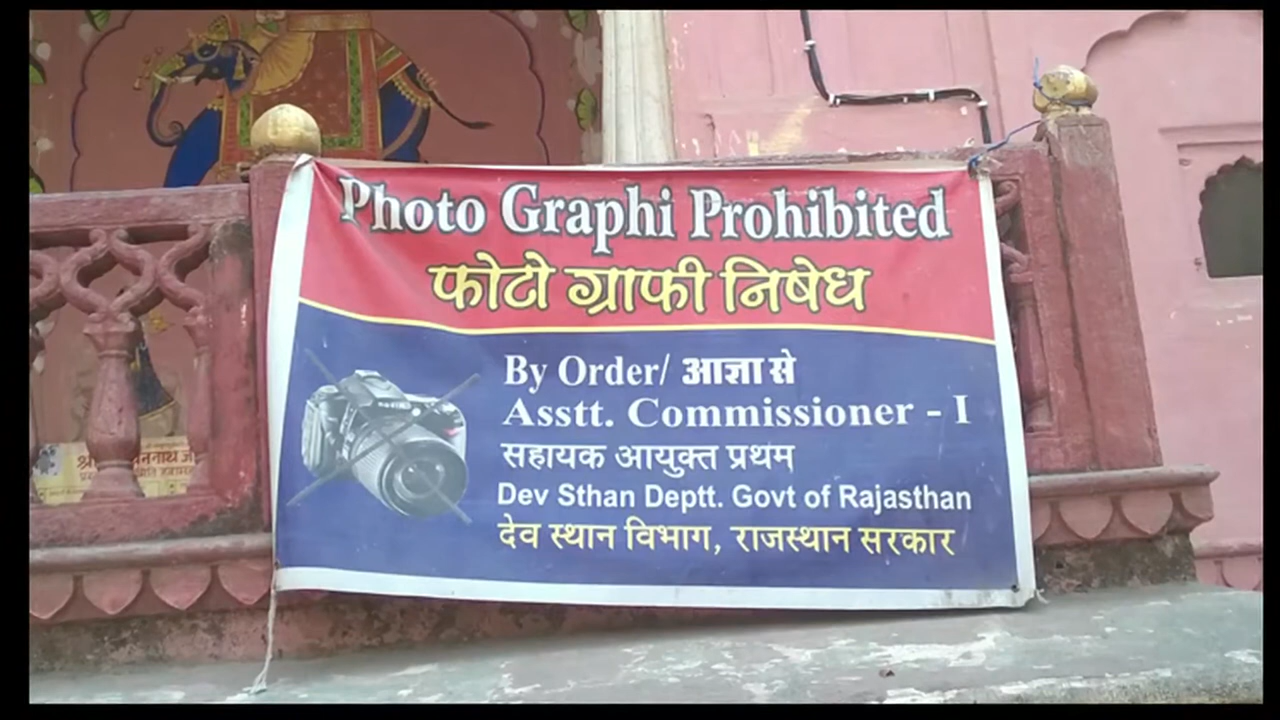 Photo Graphi Prohibited
फोटो ग्राफी निषेध
By Order/ आज्ञा से
Asstt. Commissioner - I
सहायक आयुक्त प्रथम
Dev Sthan Deptt. Govt of Rajasthan
देव स्थान विभाग, राजस्थान सरकार